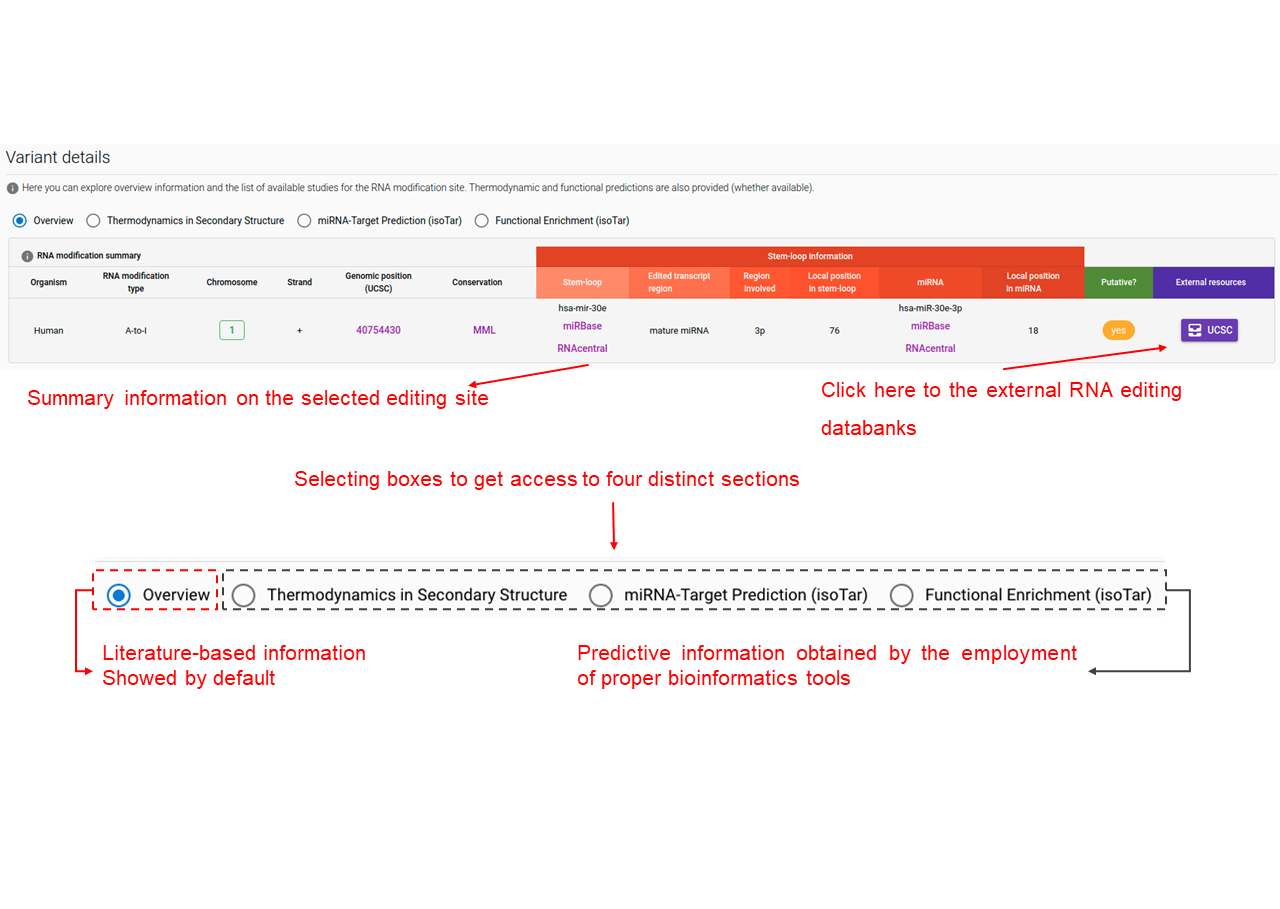 Variant details
Here you can explore overview information and the list of available studies for the RNA modification site. Thermodynamic and functional predictions are also provided (whether available).
Overview Thermodynamics in Secondary Structure miRNA-Target Prediction (isoTar) Functional Enrichment (isoTar)
RNA modification summary Stem-loop information
Organism RNA modification type Chromosome Strand Genomic position (UCSC) Conservation Stem-loop Edited transcript region Region involved Local position in stem-loop miRNA Local position in miRNA Putative? External resources
hsa-mir-30e hsa-miR-30e-3p
Human A-to-I 1 + 40754430 MML miRBase mature miRNA 3p 76 miRBase 18 yes UCSC
RNAcentral RNAcentral
Summary information on the selected editing site
Click here to the external RNA editing
databanks
Selecting boxes to get access to four distinct sections
Overview Thermodynamics in Secondary Structure miRNA-Target Prediction (isoTar) Functional Enrichment (isoTar)
Literature-based information
Showed by default
Predictive information obtained by the employment
of proper bioinformatics tools